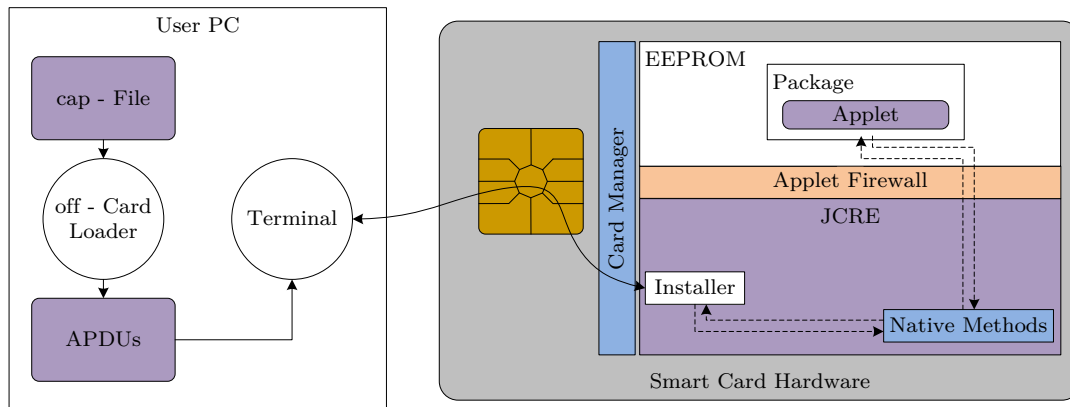 User PC
cap - File
off - Card
Loader
APDUs
Terminal
Card Manager
EEPROM
Package
Applet
Applet Firewall
JCRE
Installer
Native Methods
Smart Card Hardware